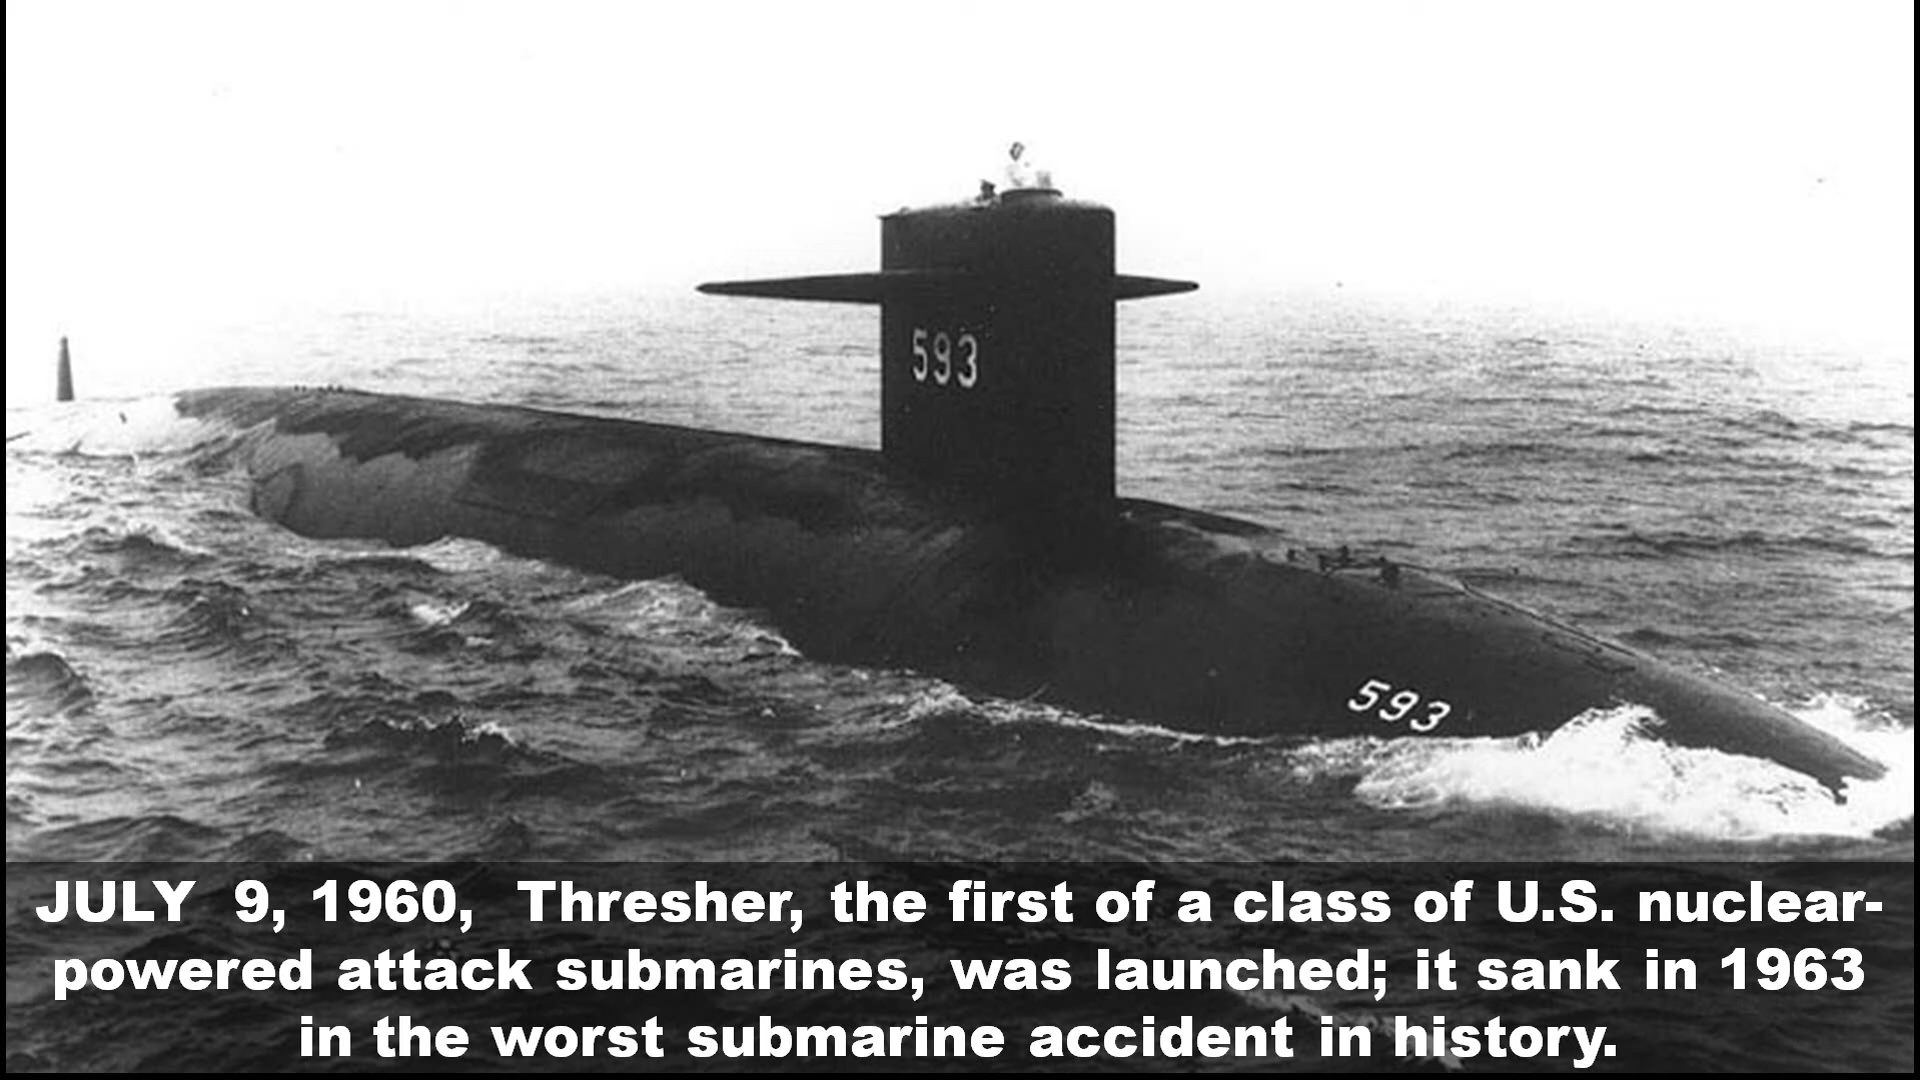 593
593
JULY 9, 1960, Thresher, the first of a class of U.S. nuclear-
powered attack submarines, was launched; it sank in 1963
in the worst submarine accident in history.